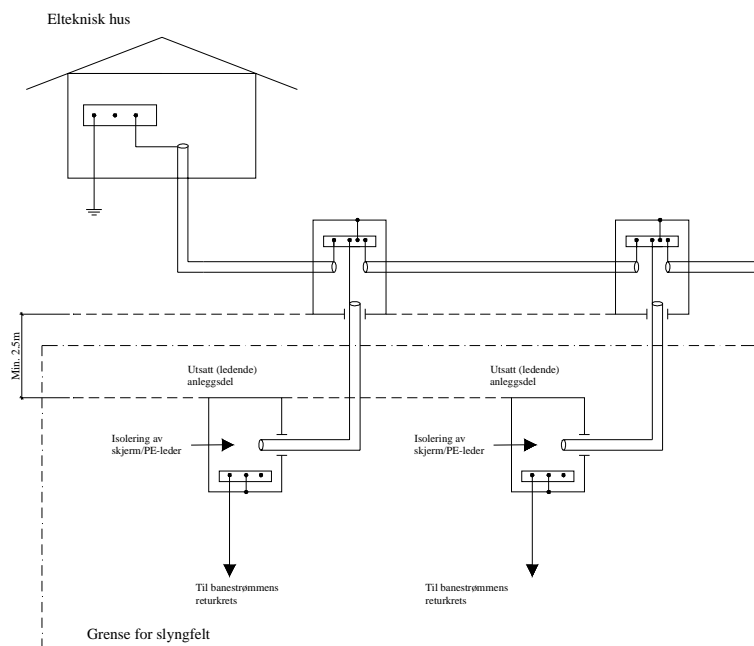 Elteknisk hus
Min. 2.5m
Utsatt (ledende)
anleggsdel
Utsatt (ledende)
anleggsdel
Isolering av
skjerm/PE-leder
Isolering av
skjerm/PE-leder
Til banestrømmens
returkrets
Til banestrømmens
returkrets
Grense for slyngfelt